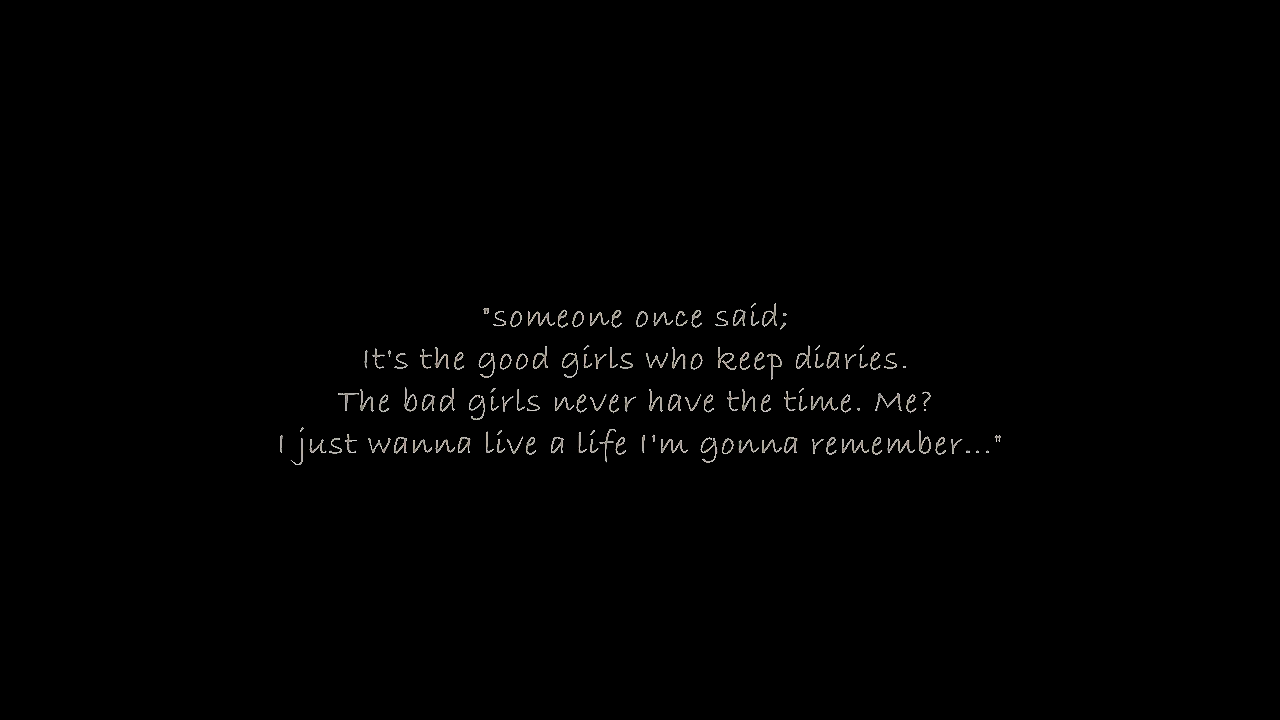 "someone once said;
It's the good girls who keep diaries.
The bad girls never have the time. Me?
I just wanna live a life I'm gonna remember..."